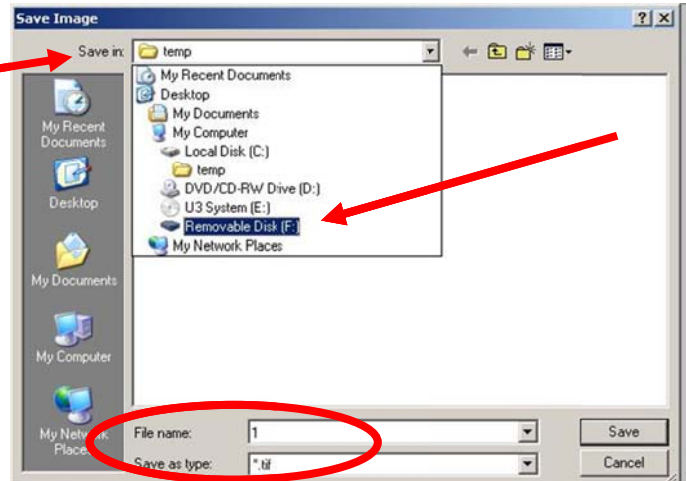 Save Image
Save in: temp
My Recent Documents
Desktop
My Documents
My Computer
Local Disk (C:)
temp
DVD/CD-RW Drive (D:)
U3 System (E:)
Removable Disk (F:)
My Network Places
My Recent
Documents
Desktop
My Documents
My Computer
My Network
Places
File name: 1
Save
Save as type: *.tif
Cancel